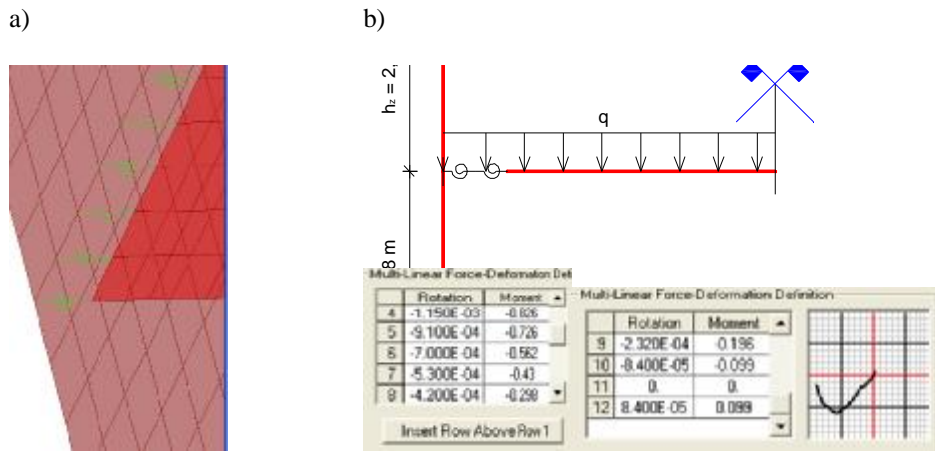 a)
b)
h_z = 2,
q
8 m
Multi-Linear Force-Deformation Def
Rotation Moment
4 -1.150E-03 -0.826
5 -9.100E-04 -0.726
6 -7.000E-04 -0.562
7 -5.300E-04 -0.43
8 -4.200E-04 -0.298
Insert Row Above Row 1
Multi-Linear Force-Deformation Definition
Rotation Moment
9 -2.320E-04 -0.196
10 -8.400E-05 -0.099
11 0. 0.
12 8.400E-05 0.099